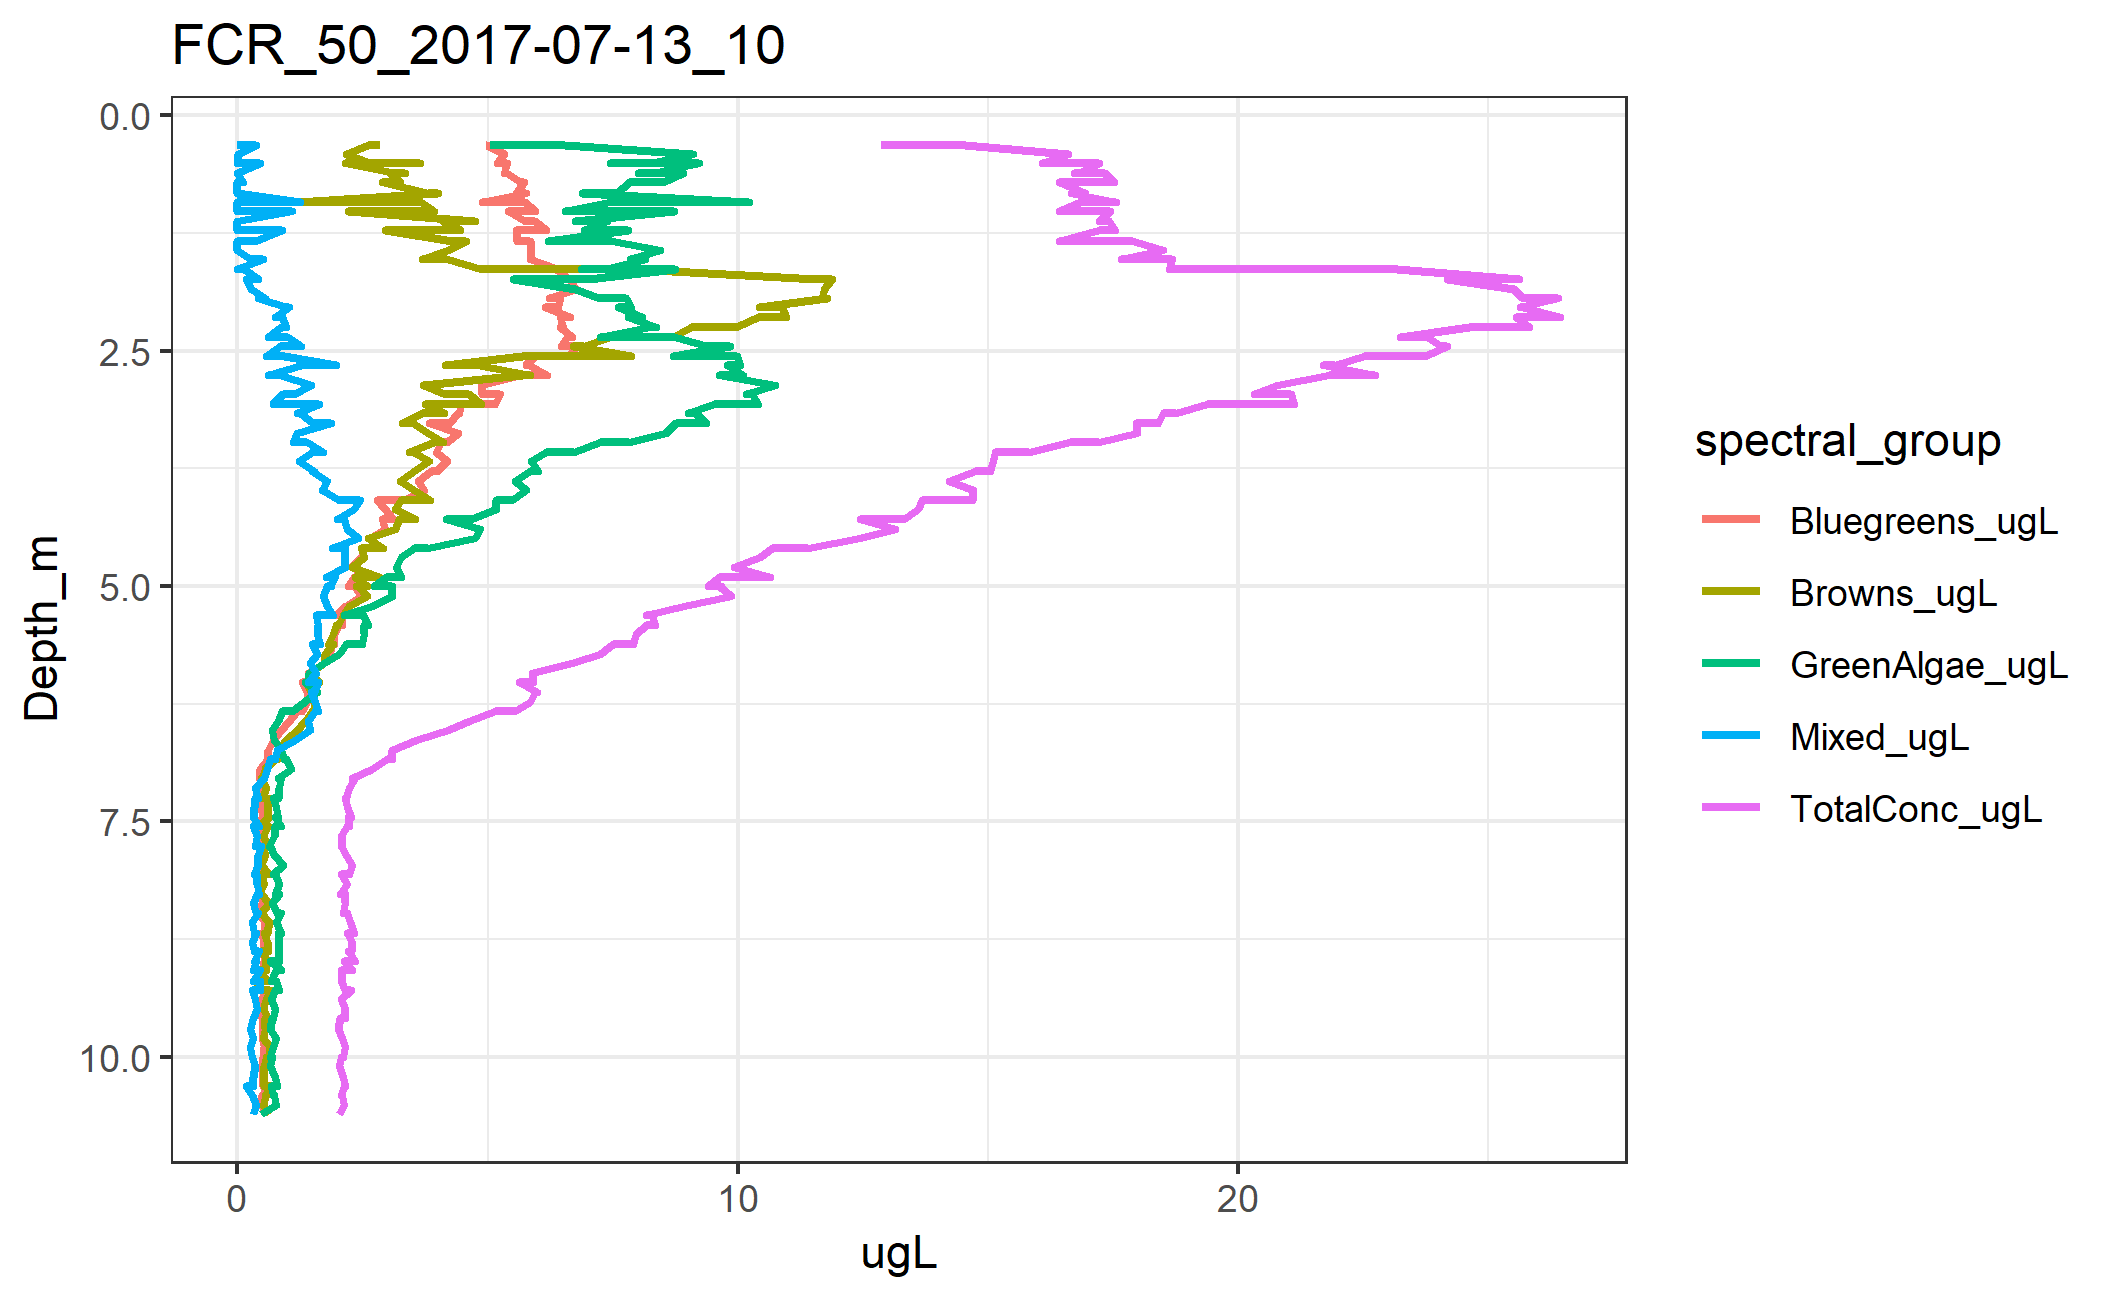 FCR_50_2017-07-13_10
0.0
2.5
5.0
7.5
10.0
Depth_m
0 10 20
ugL
spectral_group
Bluegreens_ugL
Browns_ugL
GreenAlgae_ugL
Mixed_ugL
TotalConc_ugL